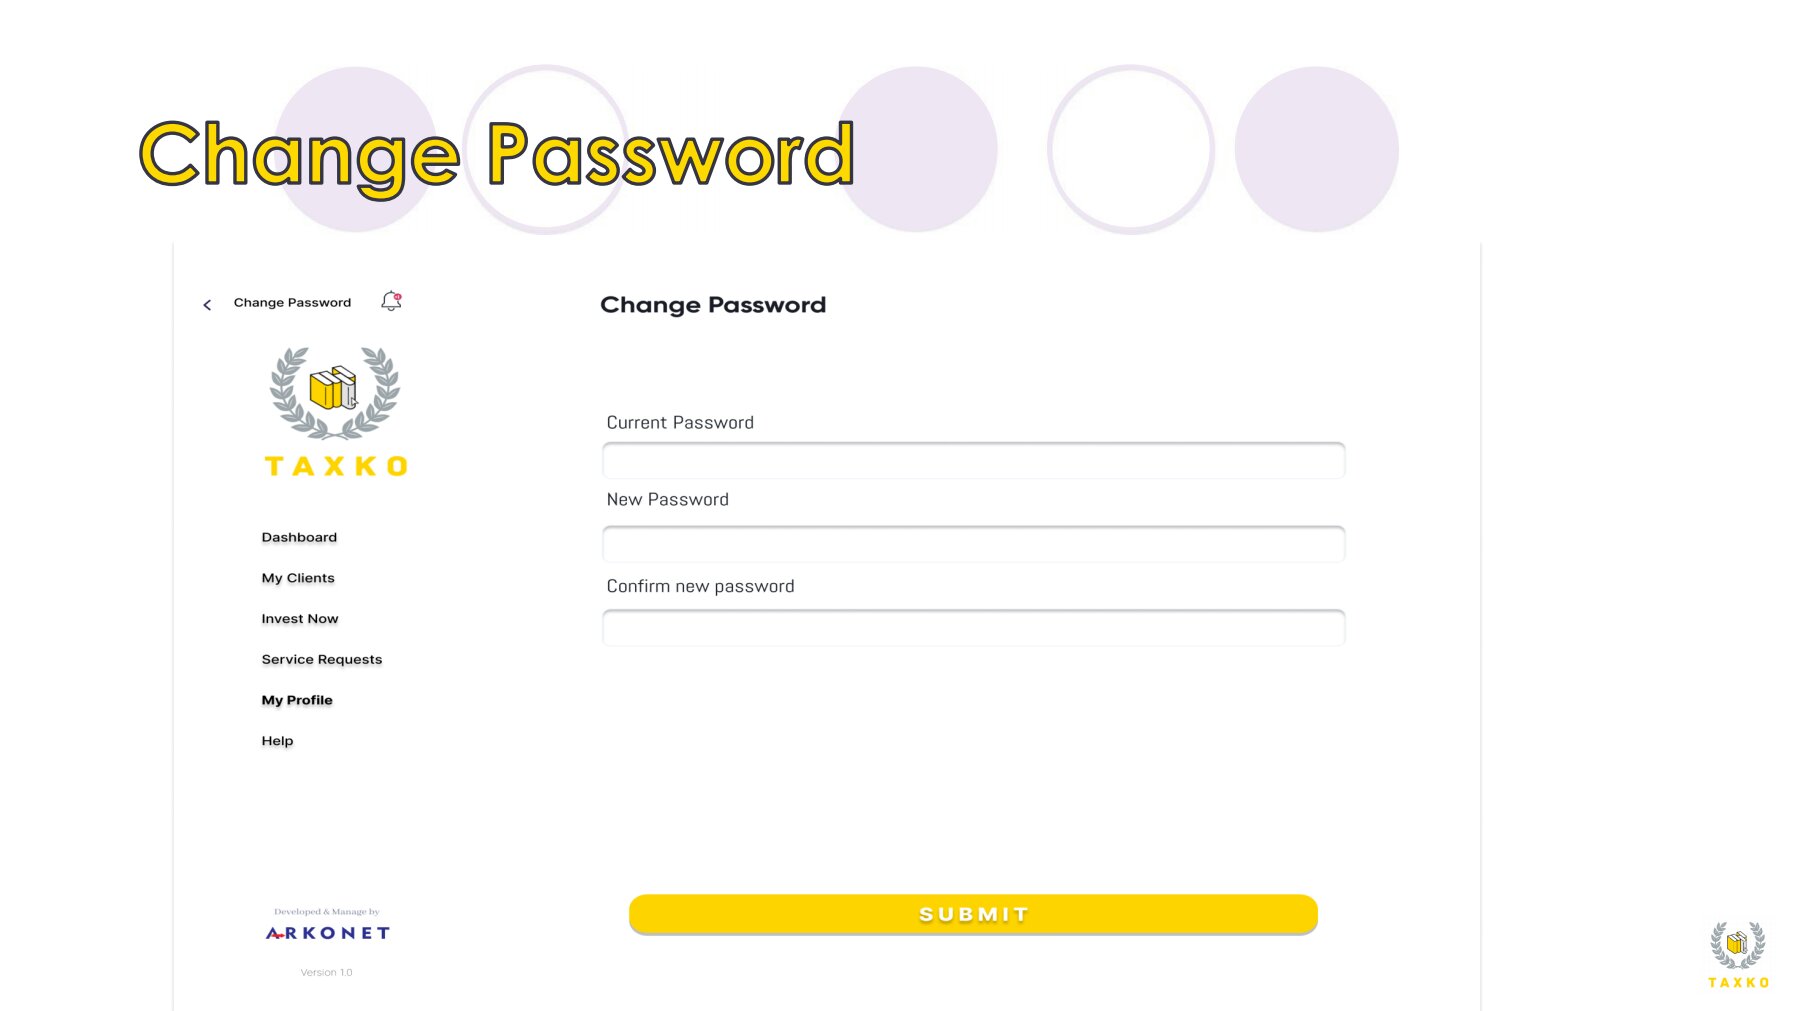 Change Password
Change Password
TAXKO
Dashboard
My Clients
Invest Now
Service Requests
My Profile
Help
Developed & Manage by
ARKONET
Version 1.0
Change Password
Current Password
New Password
Confirm new password
SUBMIT
TAXKO